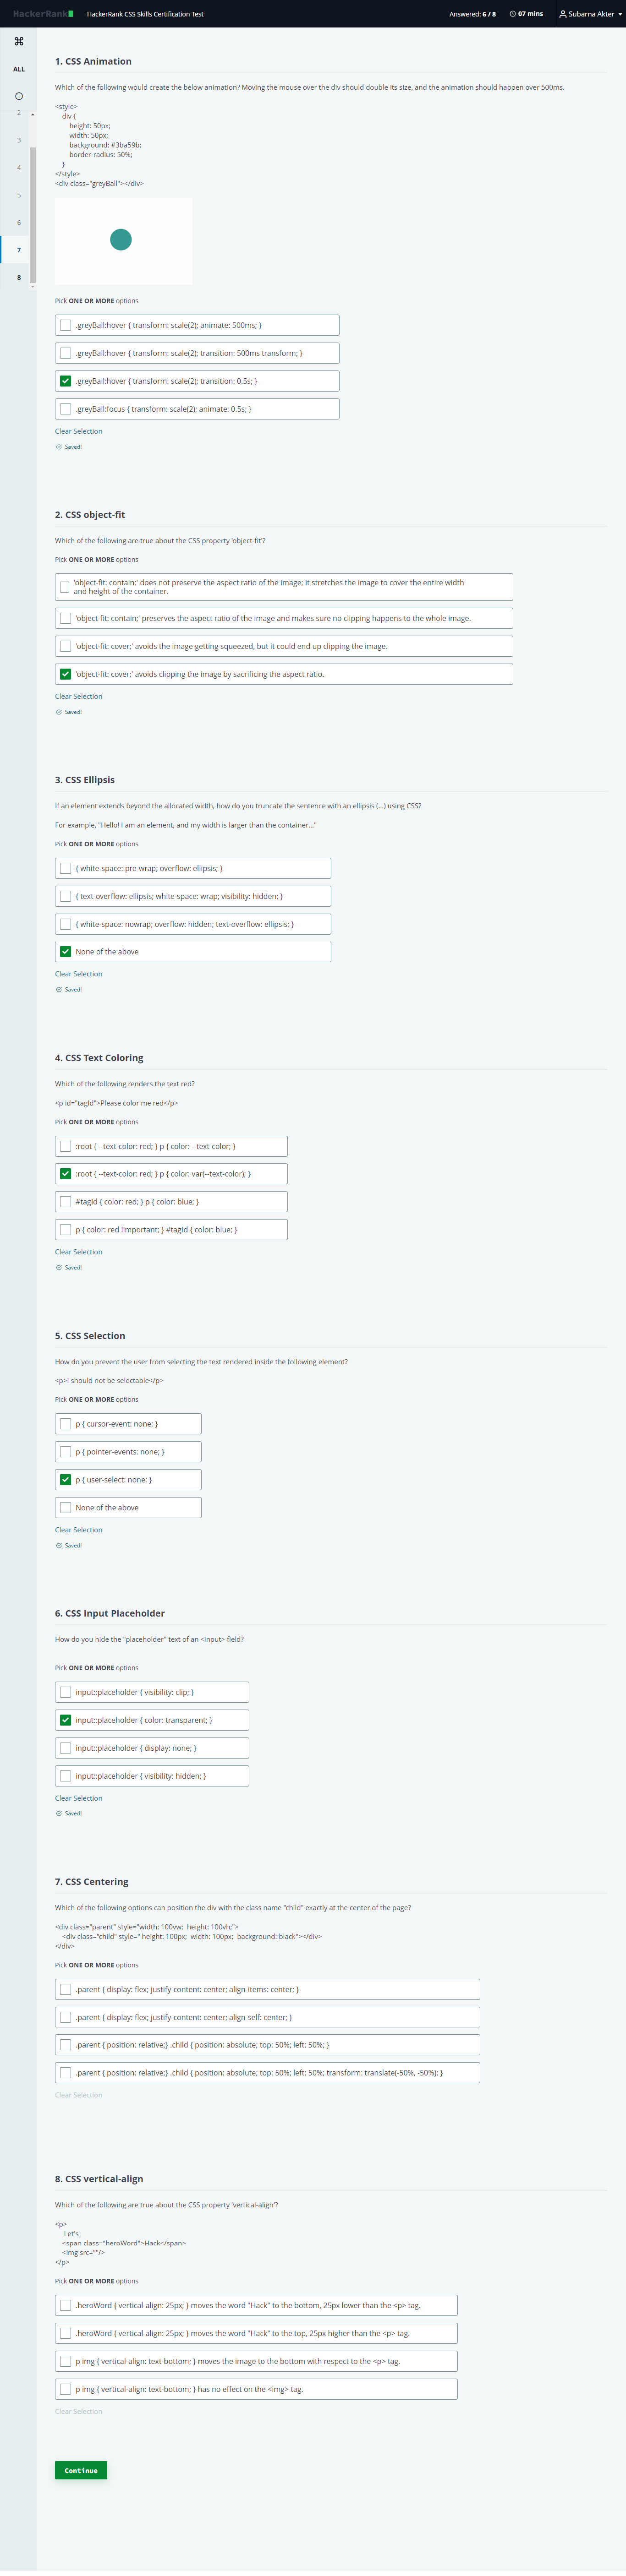 HackerRank
HackerRank CSS Skills Certification Test
Answered: 6 / 8
07 mins
Subarna Akter
ALL
2
3
4
5
6
7
8
1. CSS Animation
Which of the following would create the below animation? Moving the mouse over the div should double its size, and the animation should happen over 500ms.
<style>
div {
height: 50px;
width: 50px;
background: #3ba59b;
border-radius: 50%;
}
</style>
<div class="greyBall"></div>
Pick ONE OR MORE options
.greyBall:hover { transform: scale(2); animate: 500ms; }
.greyBall:hover { transform: scale(2); transition: 500ms transform; }
.greyBall:hover { transform: scale(2); transition: 0.5s; }
.greyBall:focus { transform: scale(2); animate: 0.5s; }
Clear Selection
Saved!
2. CSS object-fit
Which of the following are true about the CSS property 'object-fit'?
Pick ONE OR MORE options
'object-fit: contain;' does not preserve the aspect ratio of the image; it stretches the image to cover the entire width
and height of the container.
'object-fit: contain;' preserves the aspect ratio of the image and makes sure no clipping happens to the whole image.
'object-fit: cover;' avoids the image getting squeezed, but it could end up clipping the image.
'object-fit: cover;' avoids clipping the image by sacrificing the aspect ratio.
Clear Selection
Saved!
3. CSS Ellipsis
If an element extends beyond the allocated width, how do you truncate the sentence with an ellipsis (...) using CSS?
For example, "Hello! I am an element, and my width is larger than the container..."
Pick ONE OR MORE options
{ white-space: pre-wrap; overflow: ellipsis; }
{ text-overflow: ellipsis; white-space: wrap; visibility: hidden; }
{ white-space: nowrap; overflow: hidden; text-overflow: ellipsis; }
None of the above
Clear Selection
Saved!
4. CSS Text Coloring
Which of the following renders the text red?
<p id="tagId">Please color me red</p>
Pick ONE OR MORE options
:root { --text-color: red; } p { color: --text-color; }
:root { --text-color: red; } p { color: var(--text-color); }
#tagId { color: red; } p { color: blue; }
p { color: red !important; } #tagId { color: blue; }
Clear Selection
Saved!
5. CSS Selection
How do you prevent the user from selecting the text rendered inside the following element?
<p>I should not be selectable</p>
Pick ONE OR MORE options
p { cursor-event: none; }
p { pointer-events: none; }
p { user-select: none; }
None of the above
Clear Selection
Saved!
6. CSS Input Placeholder
How do you hide the "placeholder" text of an <input> field?
Pick ONE OR MORE options
input::placeholder { visibility: clip; }
input::placeholder { color: transparent; }
input::placeholder { display: none; }
input::placeholder { visibility: hidden; }
Clear Selection
Saved!
7. CSS Centering
Which of the following options can position the div with the class name "child" exactly at the center of the page?
<div class="parent" style="width: 100vw;  height: 100vh;">
<div class="child" style=" height: 100px;  width: 100px;  background: black"></div>
</div>
Pick ONE OR MORE options
.parent { display: flex; justify-content: center; align-items: center; }
.parent { display: flex; justify-content: center; align-self: center; }
.parent { position: relative;} .child { position: absolute; top: 50%; left: 50%; }
.parent { position: relative;} .child { position: absolute; top: 50%; left: 50%; transform: translate(-50%, -50%); }
Clear Selection
8. CSS vertical-align
Which of the following are true about the CSS property 'vertical-align'?
<p>
Let's
<span class="heroWord">Hack</span>
<img src=""/>
</p>
Pick ONE OR MORE options
.heroWord { vertical-align: 25px; } moves the word "Hack" to the bottom, 25px lower than the <p> tag.
.heroWord { vertical-align: 25px; } moves the word "Hack" to the top, 25px higher than the <p> tag.
p img { vertical-align: text-bottom; } moves the image to the bottom with respect to the <p> tag.
p img { vertical-align: text-bottom; } has no effect on the <img> tag.
Clear Selection
Continue